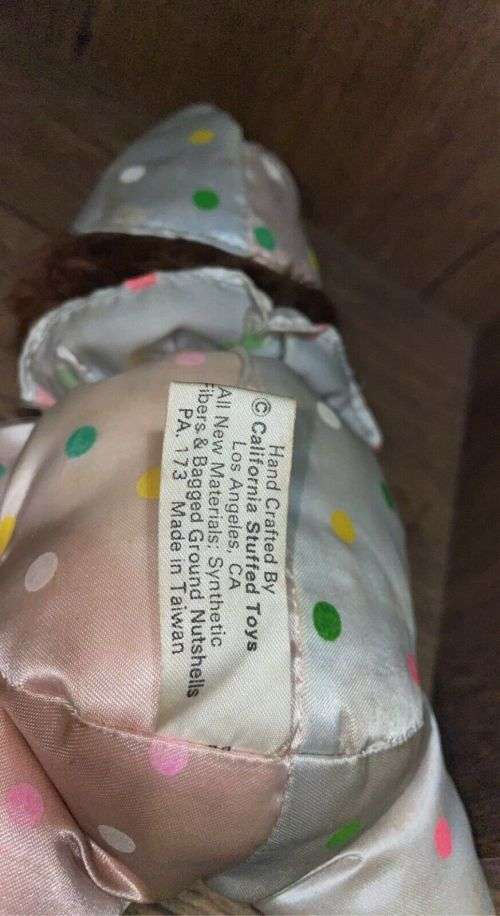 Hand Crafted By
© California Stuffed Toys
Los Angeles, CA
All New Materials; Synthetic
Fibers & Bagged Ground Nutshells
PA. 173 Made in Taiwan